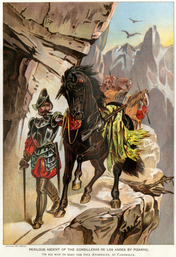 PERILOUS ASCENT OF THE CORDILLERAS DE LOS ANDES BY PIZARRO,
ON HIS WAY TO MEET THE INCA ATAHUALPA, AT CAXAMALCA.